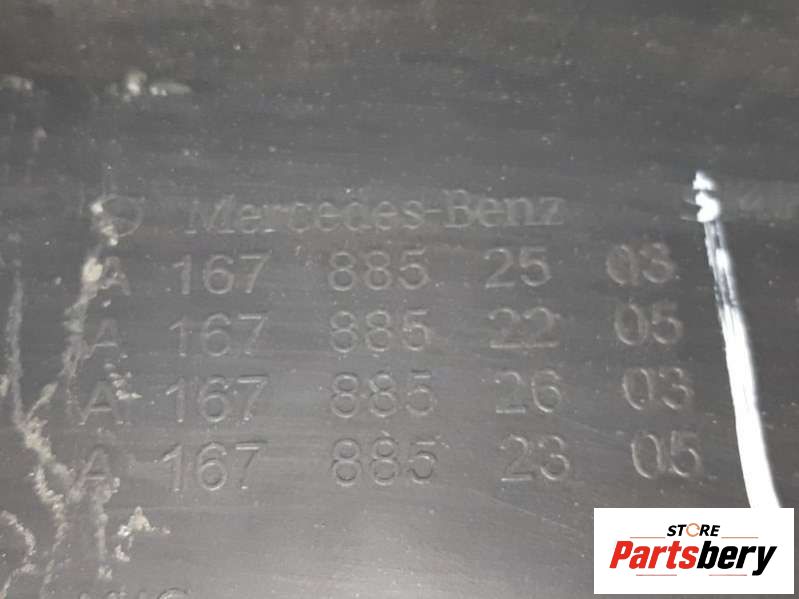 Mercedes-Benz
A 167 885 25 03
A 167 885 22 05
A 167 885 26 03
A 167 885 23 05
STORE
Partsbery